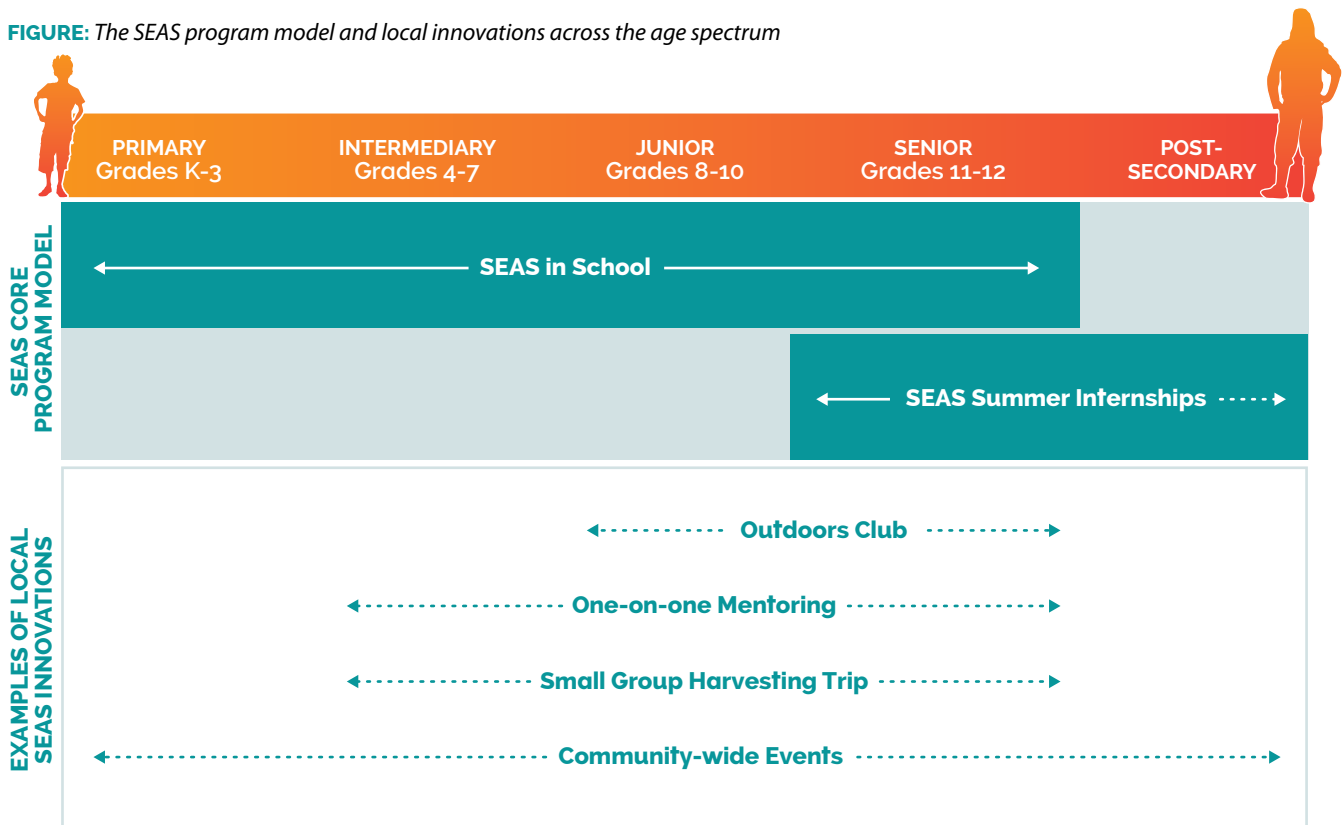 FIGURE: The SEAS program model and local innovations across the age spectrum
PRIMARY
Grades K-3
INTERMEDIARY
Grades 4-7
JUNIOR
Grades 8-10
SENIOR
Grades 11-12
POST-
SECONDARY
SEAS CORE
PROGRAM MODEL
SEAS in School
SEAS Summer Internships
EXAMPLES OF LOCAL
SEAS INNOVATIONS
Outdoors Club
One-on-one Mentoring
Small Group Harvesting Trip
Community-wide Events